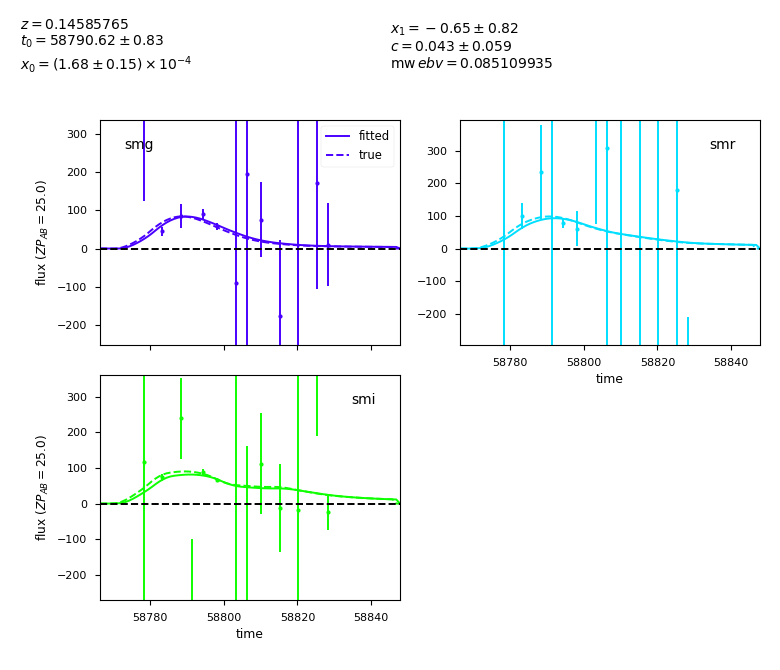 z = 0.14585765
t₀ = 58790.62 ± 0.83
x₀ = (1.68 ± 0.15) × 10⁻⁴
x₁ = −0.65 ± 0.82
c = 0.043 ± 0.059
mwebv = 0.085109935
smg
fitted
true
300
200
100
0
−100
−200
flux (ZP_AB = 25.0)
smr
300
200
100
0
−100
−200
58780
58800
58820
58840
time
smi
300
200
100
0
−100
−200
flux (ZP_AB = 25.0)
58780
58800
58820
58840
time